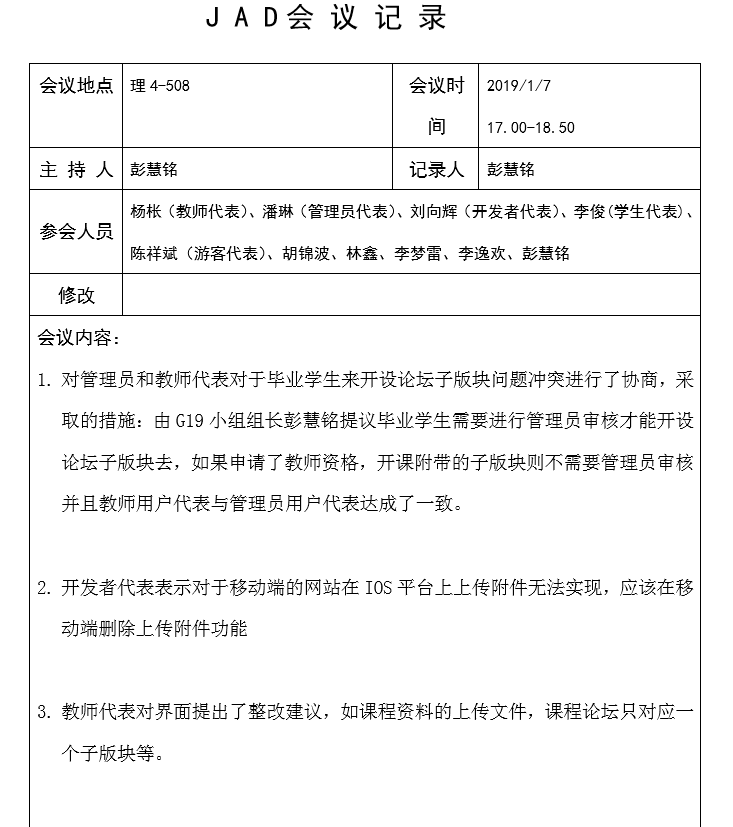 JAD会议记录
会议地点 理4-508 会议时 2019/1/7
间 17.00-18.50
主持人 彭慧铭 记录人 彭慧铭
参会人员 杨枨（教师代表）、潘琳（管理员代表）、刘向辉（开发者代表）、李俊(学生代表)、
陈祥斌（游客代表）、胡锦波、林鑫、李梦雷、李逸欢、彭慧铭
修改
会议内容：
1. 对管理员和教师代表对于毕业学生来开设论坛子版块问题冲突进行了协商，采
取的措施：由G19小组组长彭慧铭提议毕业学生需要进行管理员审核才能开设
论坛子版块去，如果申请了教师资格，开课附带的子版块则不需要管理员审核
并且教师用户代表与管理员用户代表达成了一致。
2. 开发者代表表示对于移动端的网站在IOS平台上上传附件无法实现，应该在移
动端删除上传附件功能
3. 教师代表对界面提出了整改建议，如课程资料的上传文件，课程论坛只对应一
个子版块等。